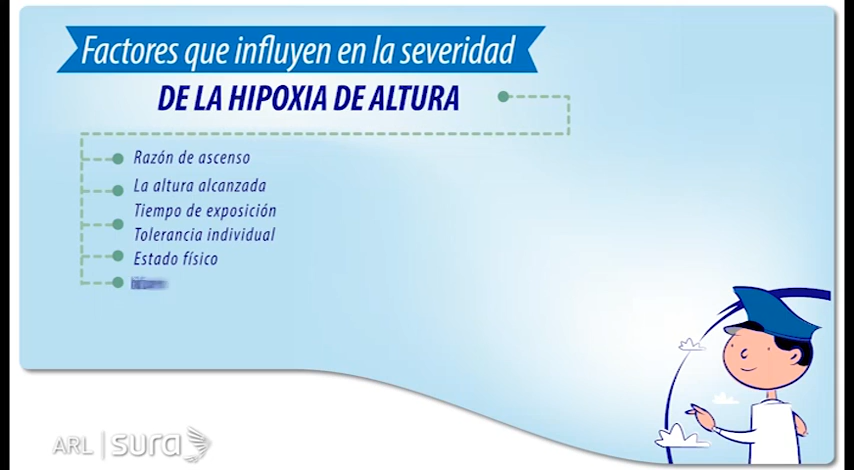 Factores que influyen en la severidad
DE LA HIPOXIA DE ALTURA
Razón de ascenso
La altura alcanzada
Tiempo de exposición
Tolerancia individual
Estado físico
ARL | sura